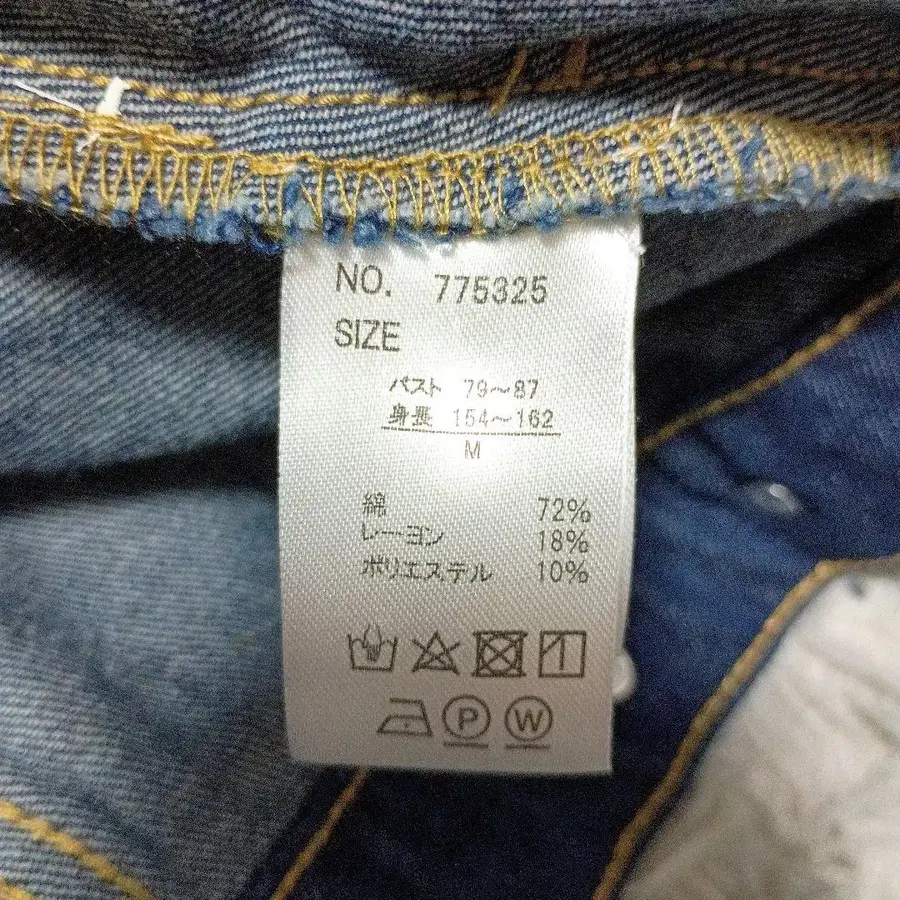 NO. 775325
SIZE
バスト 79～87
身長 154～162
M
綿 72%
レーヨン 18%
ポリエステル 10%
P W